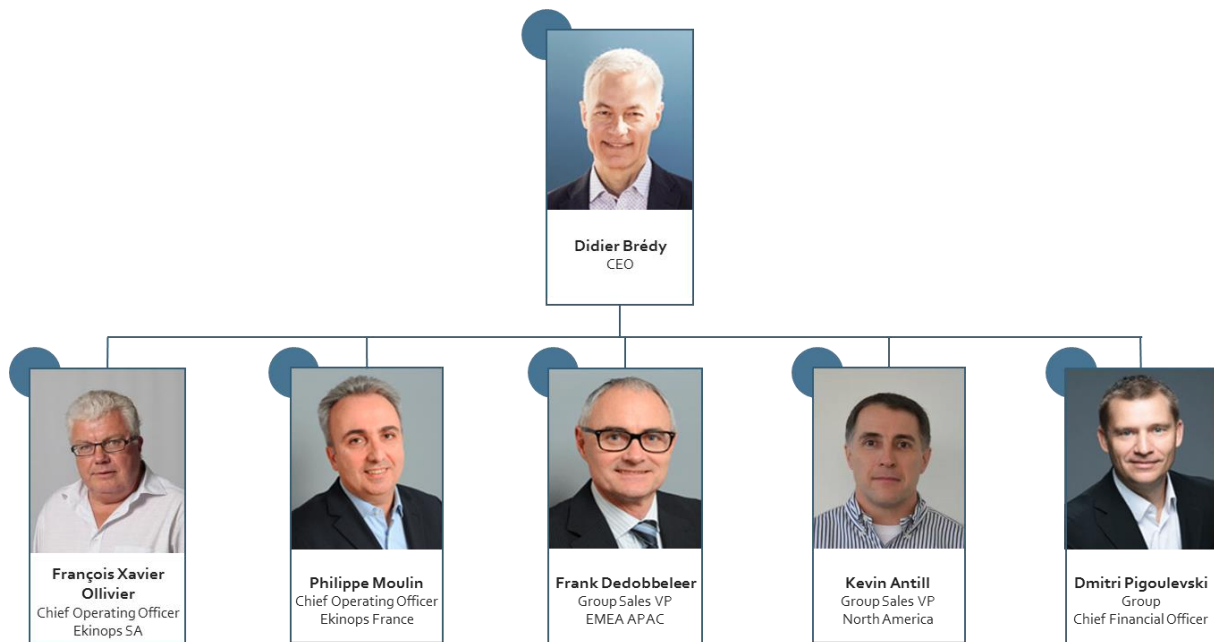 Didier Brédy
CEO
François Xavier
Ollivier
Chief Operating Officer
Ekinops SA
Philippe Moulin
Chief Operating Officer
Ekinops France
Frank Dedobbeleer
Group Sales VP
EMEA APAC
Kevin Antill
Group Sales VP
North America
Dmitri Pigoulevski
Group
Chief Financial Officer